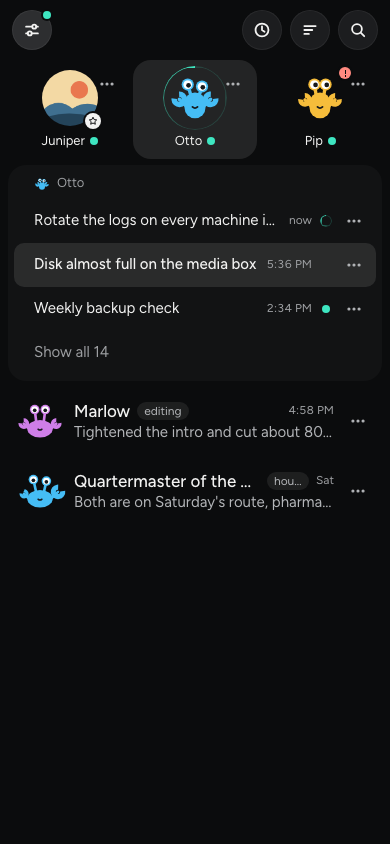 Juniper
Otto
Pip
Otto
Rotate the logs on every machine i... now
Disk almost full on the media box 5:36 PM
Weekly backup check 2:34 PM
Show all 14
Marlow editing 4:58 PM
Tightened the intro and cut about 80...
Quartermaster of the ... hou... Sat
Both are on Saturday's route, pharma...